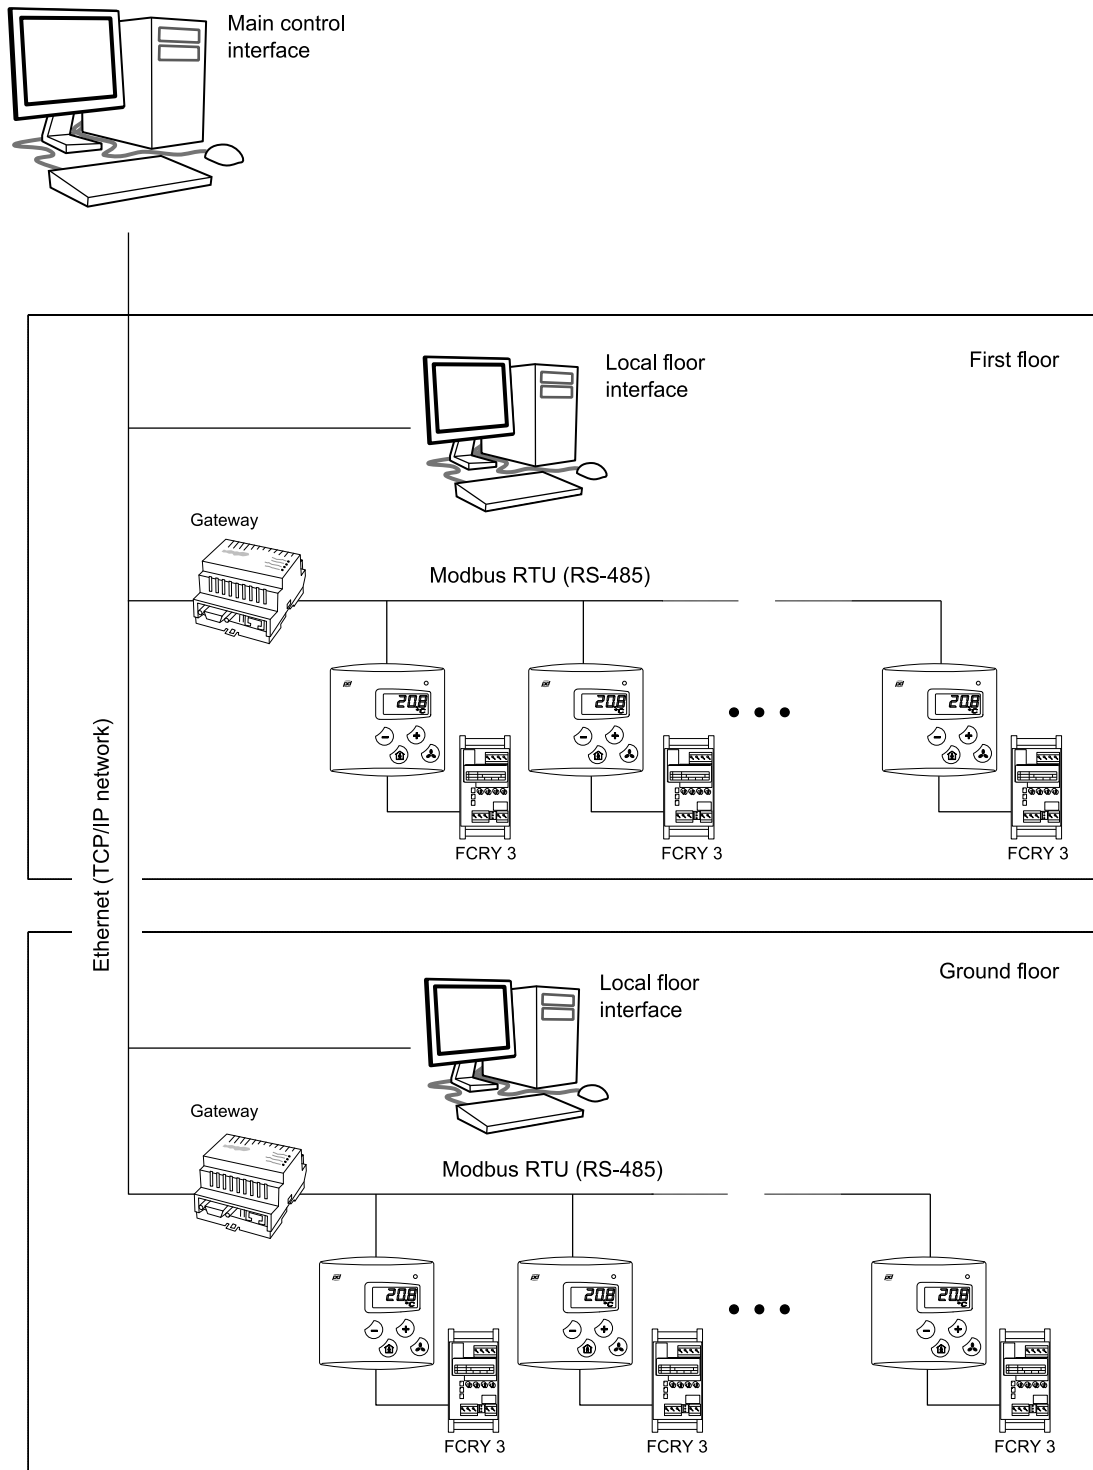 Main control
interface
Local floor
interface
First floor
Gateway
Modbus RTU (RS-485)
20.8 °C
20.8 °C
20.8 °C
FCRY 3
FCRY 3
FCRY 3
Ethernet (TCP/IP network)
Local floor
interface
Ground floor
Gateway
Modbus RTU (RS-485)
20.8 °C
20.8 °C
20.8 °C
FCRY 3
FCRY 3
FCRY 3